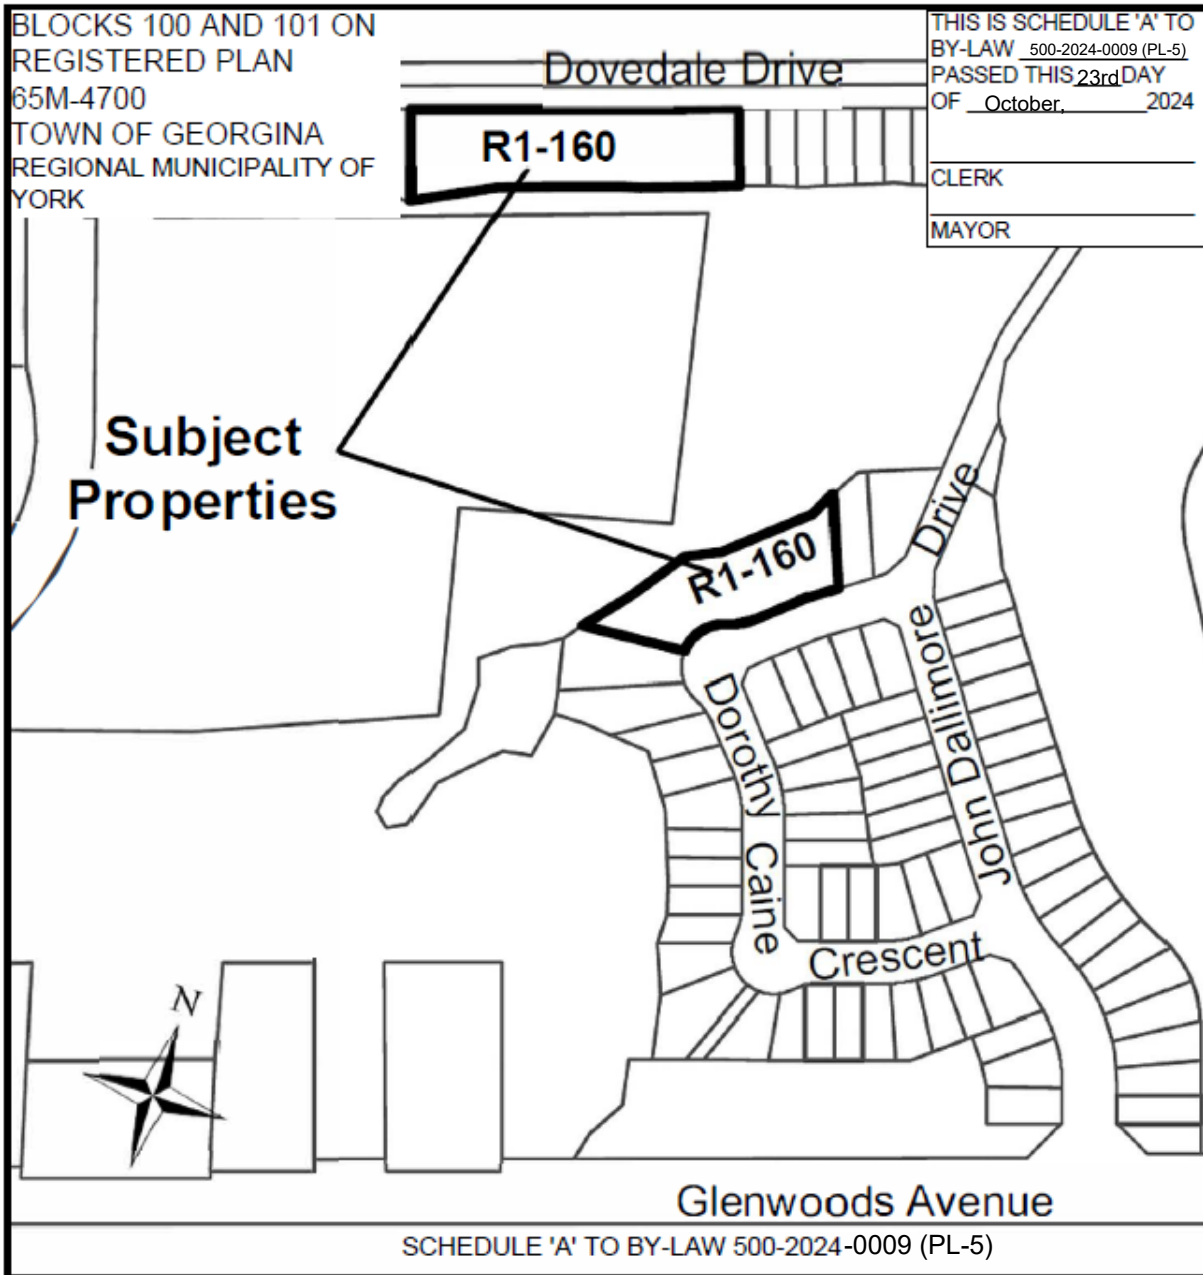 BLOCKS 100 AND 101 ON
REGISTERED PLAN
65M-4700
TOWN OF GEORGINA
REGIONAL MUNICIPALITY OF
YORK
THIS IS SCHEDULE 'A' TO
BY-LAW 500-2024-0009 (PL-5)
PASSED THIS 23rd DAY
OF October, 2024
CLERK
MAYOR
Dovedale Drive
R1-160
Subject
Properties
R1-160
Drive
John Dallimore
Dorothy Caine
Crescent
N
Glenwoods Avenue
SCHEDULE 'A' TO BY-LAW 500-2024-0009 (PL-5)